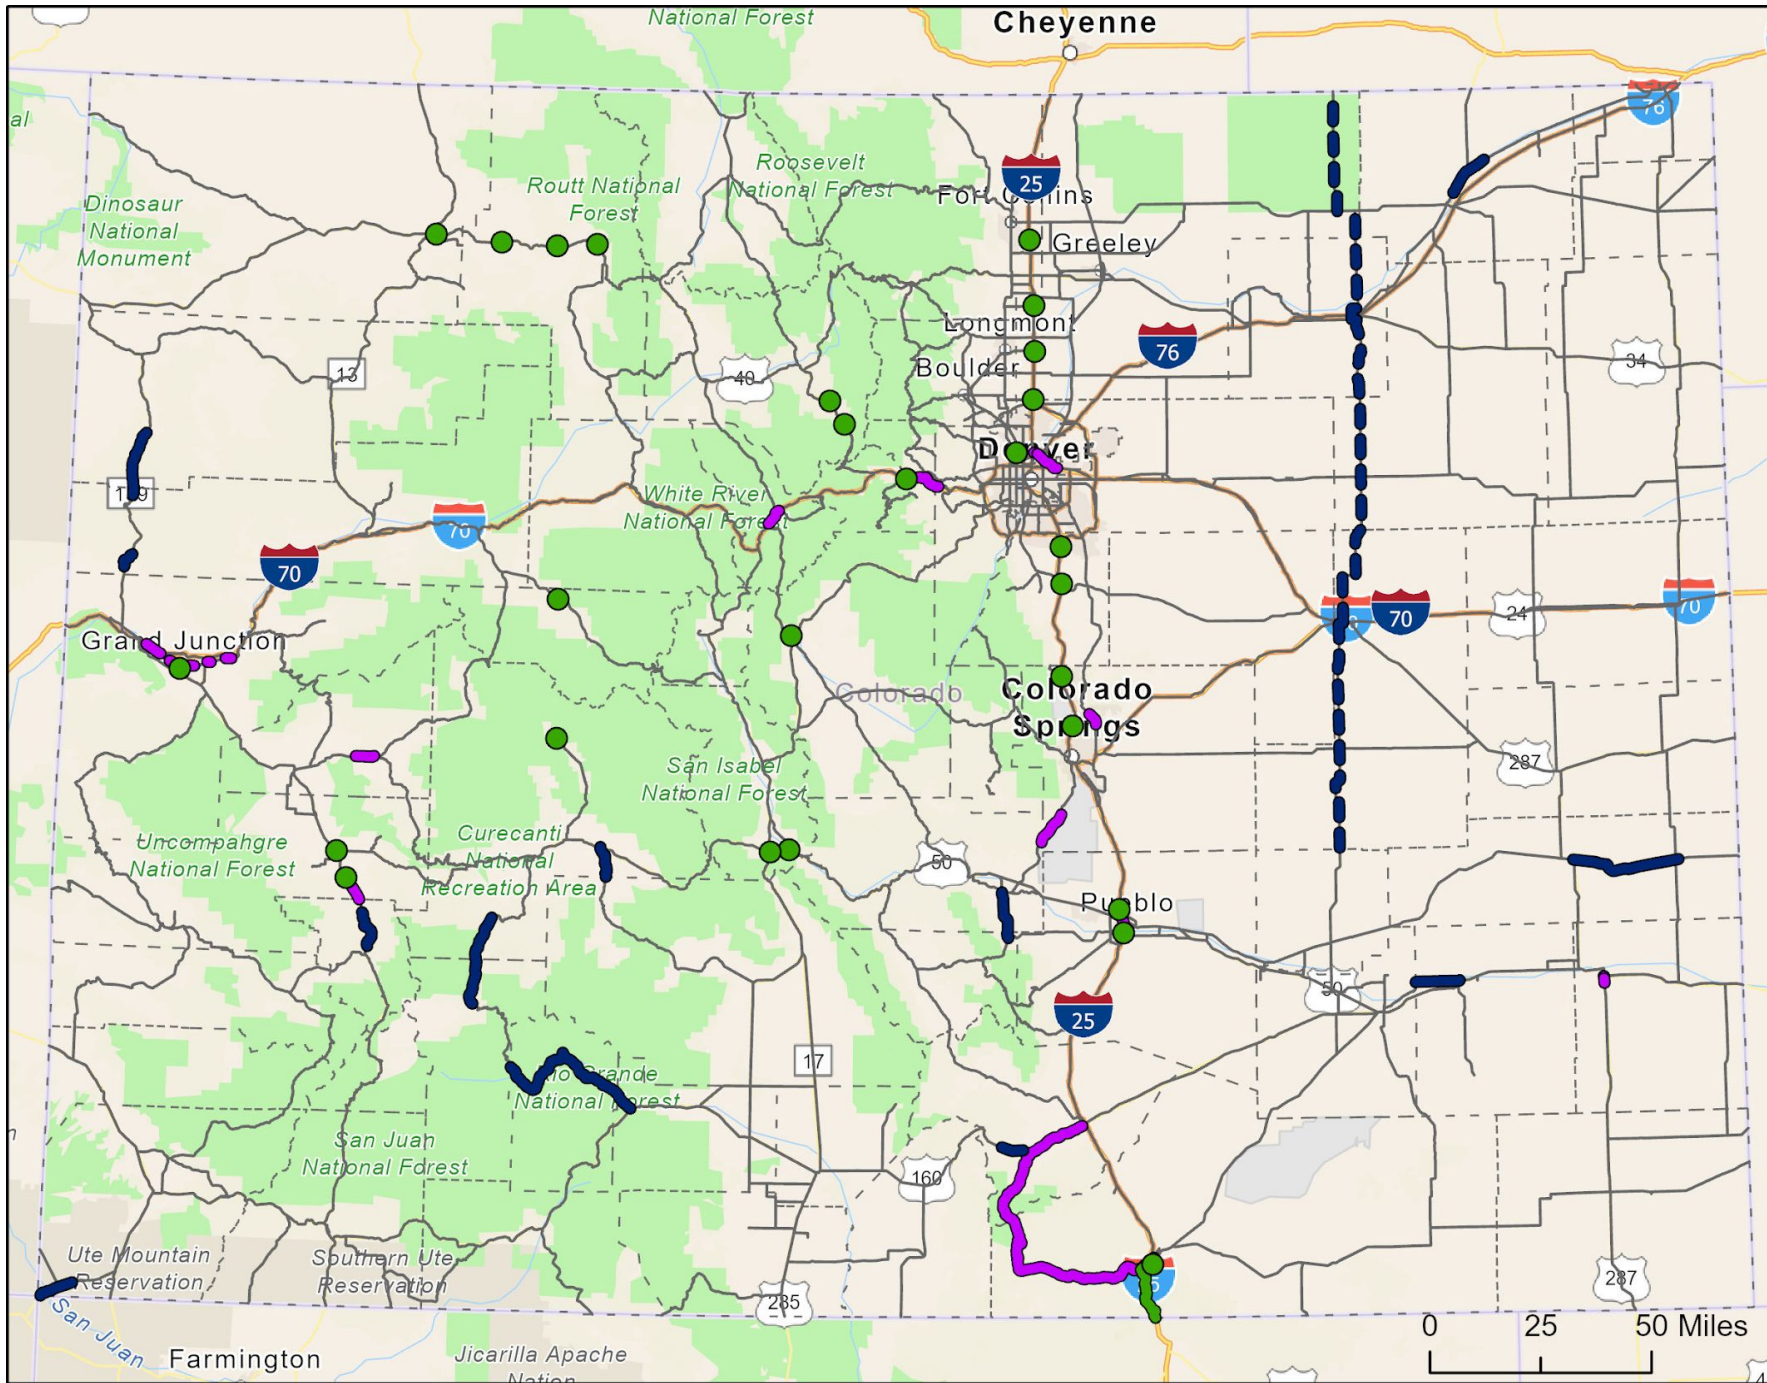 National Forest
Cheyenne
76
al
Roosevelt
National Forest
Routt National
Forest
25
Fort Collins
Dinosaur
National
Monument
Greeley
Longmont
76
34
13
40
Boulder
Denver
139
White River
National Forest
70
70
70
70
24
Grand Junction
Colorado
Colorado
Springs
287
San Isabel
National Forest
Uncompahgre
National Forest
Curecanti
National
Recreation Area
50
Pueblo
50
25
17
Rio Grande
National Forest
San Juan
National Forest
160
Ute Mountain
Reservation
Southern Ute
Reservation
285
287
San Juan
0 25 50 Miles
Farmington
Jicarilla Apache
Nation